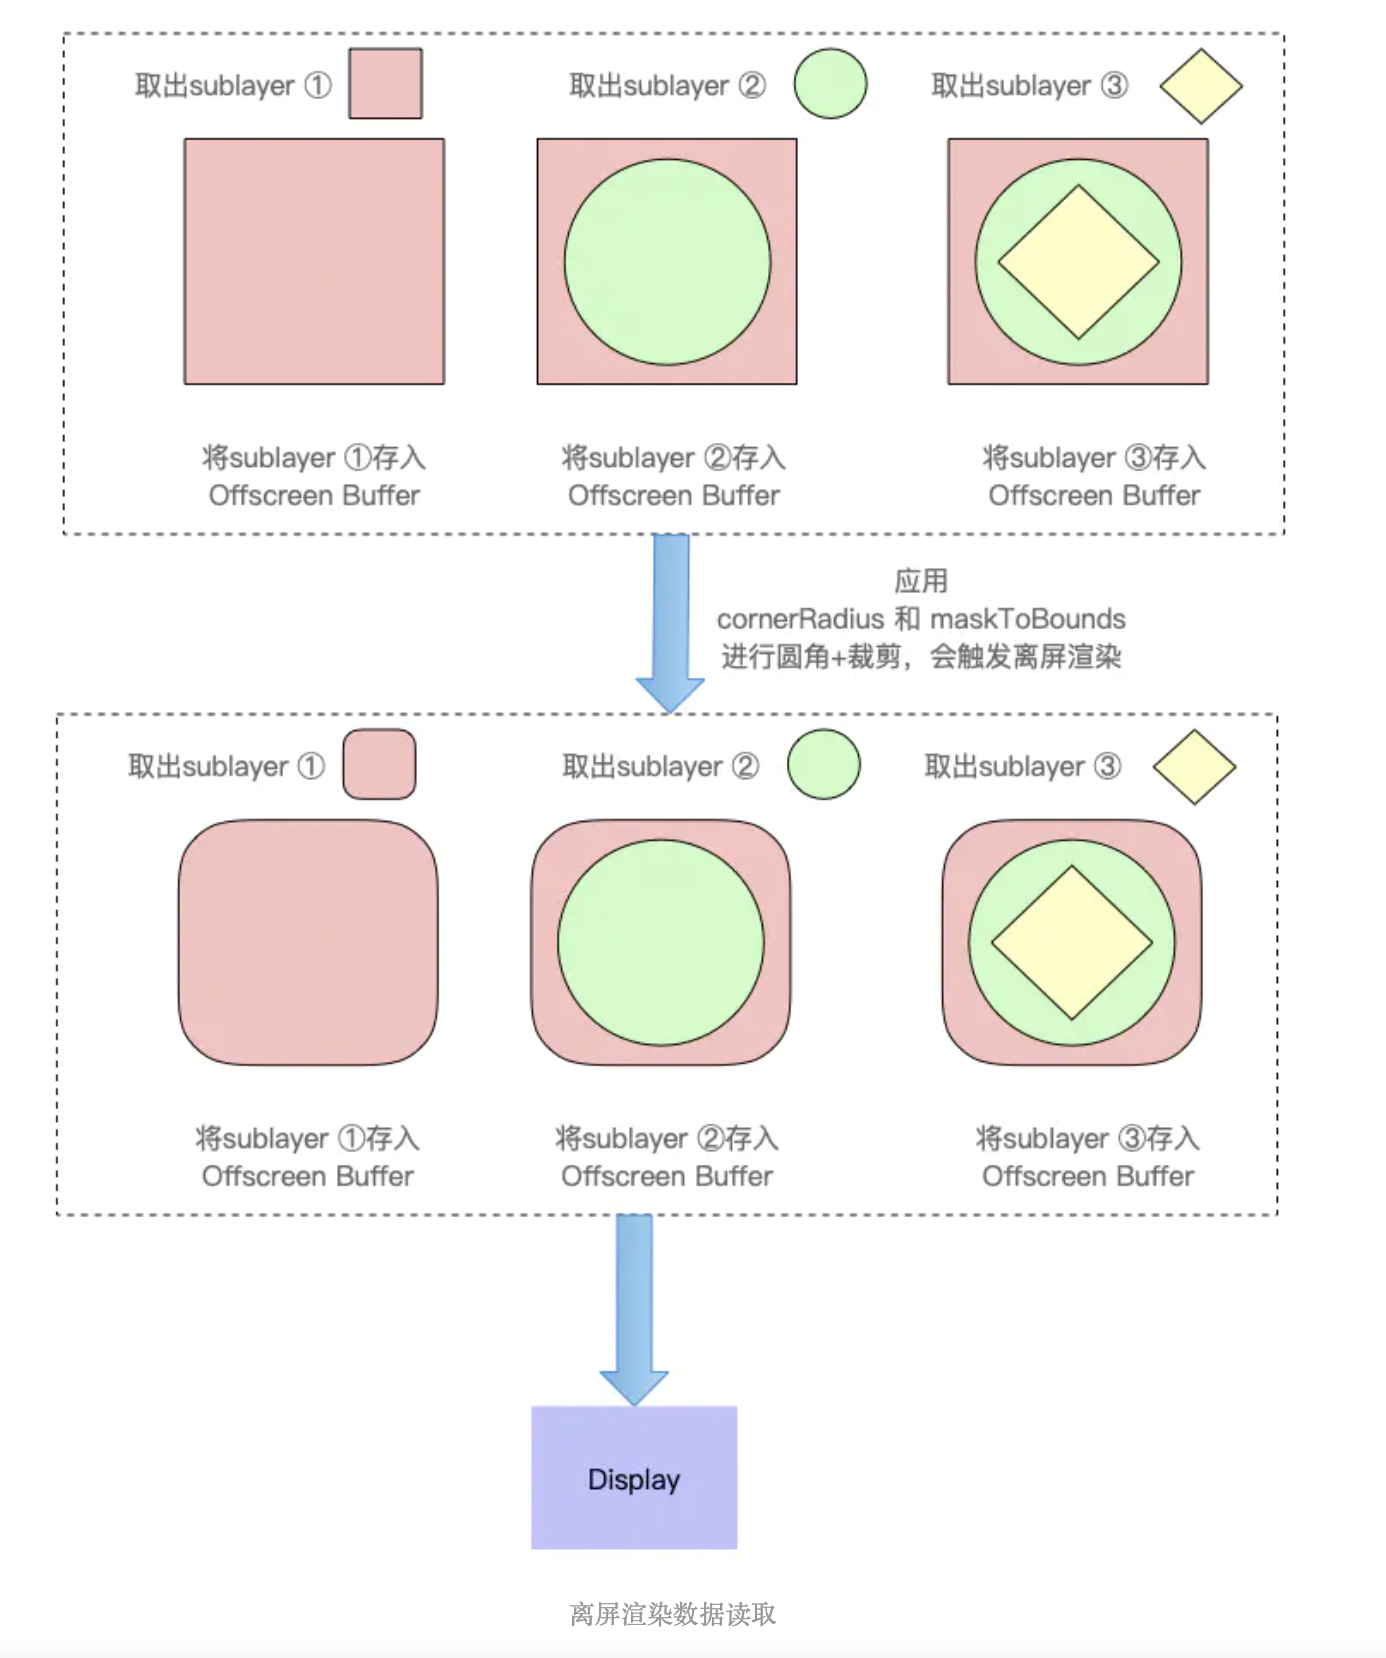 取出sublayer ①
取出sublayer ②
取出sublayer ③
将sublayer ①存入
Offscreen Buffer
将sublayer ②存入
Offscreen Buffer
将sublayer ③存入
Offscreen Buffer
应用
cornerRadius 和 maskToBounds
进行圆角+裁剪，会触发离屏渲染
取出sublayer ①
取出sublayer ②
取出sublayer ③
将sublayer ①存入
Offscreen Buffer
将sublayer ②存入
Offscreen Buffer
将sublayer ③存入
Offscreen Buffer
Display
离屏渲染数据读取